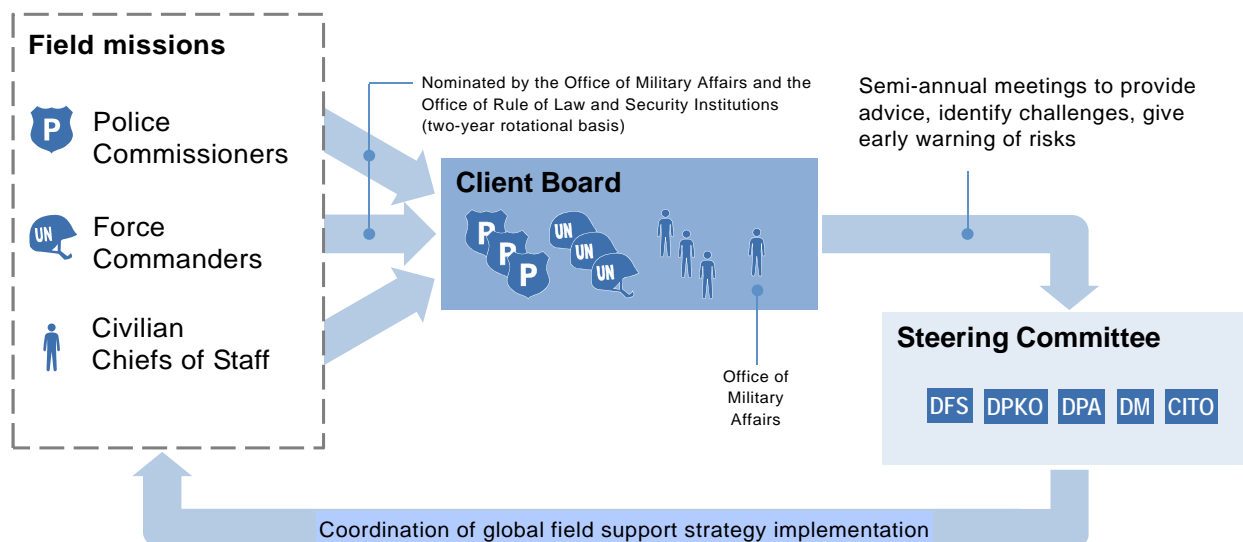 Field missions
P
Police
Commissioners
UN
Force
Commanders
Civilian
Chiefs of Staff
Nominated by the Office of Military Affairs and the
Office of Rule of Law and Security Institutions
(two-year rotational basis)
Client Board
P
P
P
UN
UN
UN
Office of
Military
Affairs
Semi-annual meetings to provide
advice, identify challenges, give
early warning of risks
Steering Committee
DFS DPKO DPA DM CITO
Coordination of global field support strategy implementation